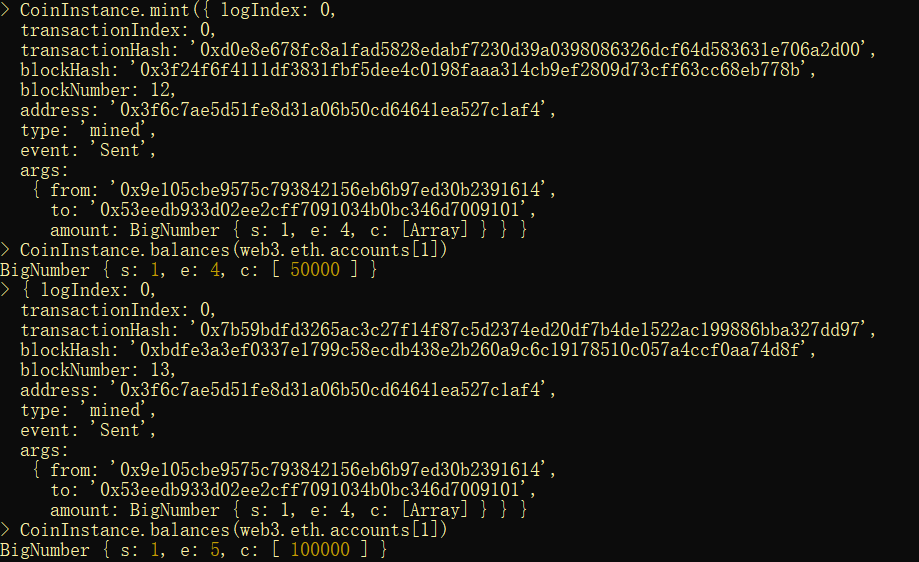 > CoinInstance.mint({ logIndex: 0,
  transactionIndex: 0,
  transactionHash: '0xd0e8e678fc8a1fad5828edabf7230d39a0398086326dcf64d583631e706a2d00',
  blockHash: '0x3f24f6f4111df3831fbf5dee4c0198faaa314cb9ef2809d73cff63cc68eb778b',
  blockNumber: 12,
  address: '0x3f6c7ae5d51fe8d31a06b50cd64641ea527c1af4',
  type: 'mined',
  event: 'Sent',
  args:
   { from: '0x9e105cbe9575c793842156eb6b97ed30b2391614',
     to: '0x53eedb933d02ee2cff7091034b0bc346d7009101',
     amount: BigNumber { s: 1, e: 4, c: [Array] } } }
> CoinInstance.balances(web3.eth.accounts[1])
BigNumber { s: 1, e: 4, c: [ 50000 ] }
> { logIndex: 0,
  transactionIndex: 0,
  transactionHash: '0x7b59bdfd3265ac3c27f14f87c5d2374ed20df7b4de1522ac199886bba327dd97',
  blockHash: '0xbdfe3a3ef0337e1799c58ecdb438e2b260a9c6c19178510c057a4ccf0aa74d8f',
  blockNumber: 13,
  address: '0x3f6c7ae5d51fe8d31a06b50cd64641ea527c1af4',
  type: 'mined',
  event: 'Sent',
  args:
   { from: '0x9e105cbe9575c793842156eb6b97ed30b2391614',
     to: '0x53eedb933d02ee2cff7091034b0bc346d7009101',
     amount: BigNumber { s: 1, e: 4, c: [Array] } } }
> CoinInstance.balances(web3.eth.accounts[1])
BigNumber { s: 1, e: 5, c: [ 100000 ] }